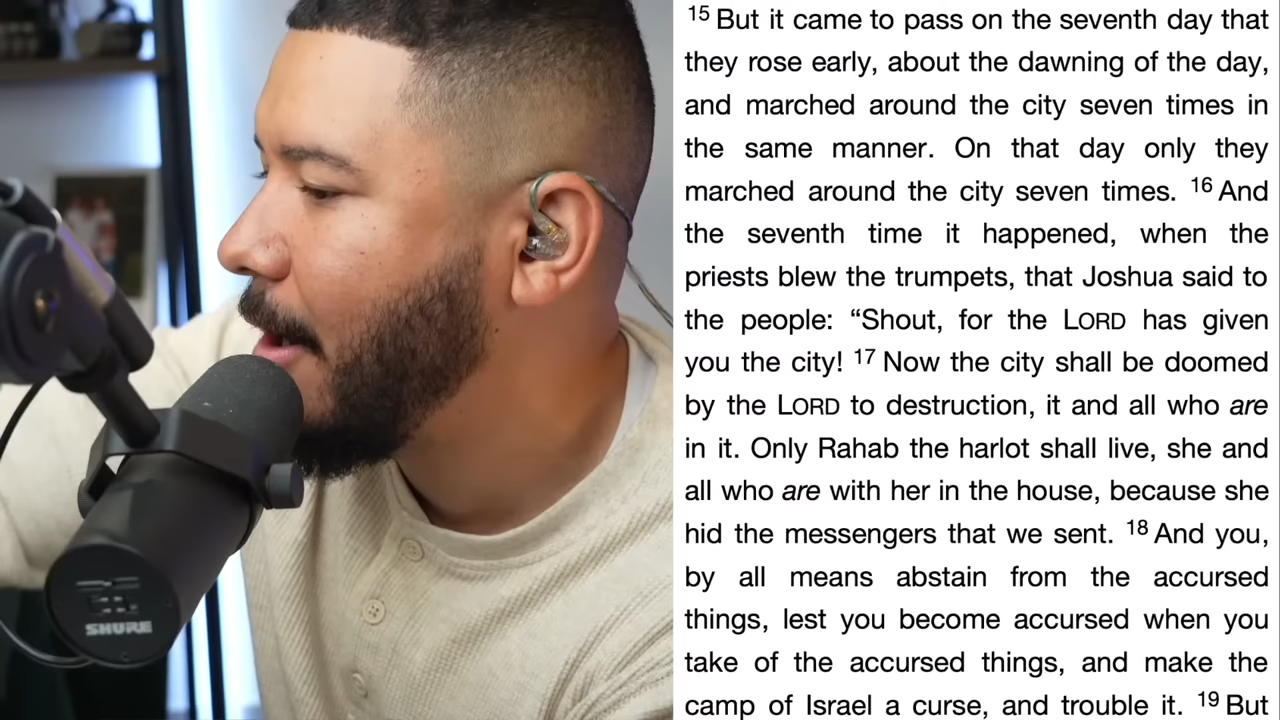 SHURE
15 But it came to pass on the seventh day that
they rose early, about the dawning of the day,
and marched around the city seven times in
the same manner. On that day only they
marched around the city seven times. 16 And
the seventh time it happened, when the
priests blew the trumpets, that Joshua said to
the people: “Shout, for the LORD has given
you the city! 17 Now the city shall be doomed
by the LORD to destruction, it and all who are
in it. Only Rahab the harlot shall live, she and
all who are with her in the house, because she
hid the messengers that we sent. 18 And you,
by all means abstain from the accursed
things, lest you become accursed when you
take of the accursed things, and make the
camp of Israel a curse, and trouble it. 19 But